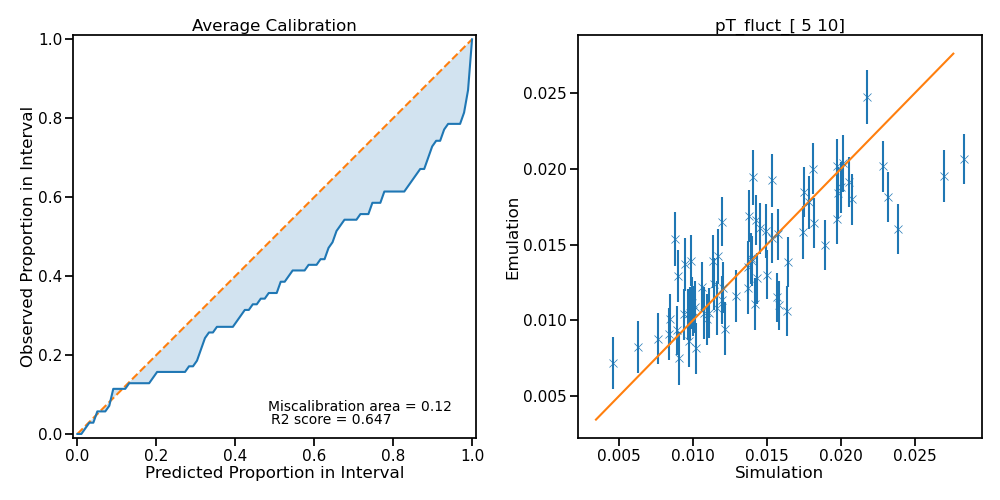 Average Calibration
1.0
0.8
0.6
0.4
0.2
0.0
Observed Proportion in Interval
Miscalibration area = 0.12
R2 score = 0.647
0.0 0.2 0.4 0.6 0.8 1.0
Predicted Proportion in Interval
pT_fluct_[ 5 10]
0.025
0.020
0.015
0.010
0.005
Emulation
0.005 0.010 0.015 0.020 0.025
Simulation